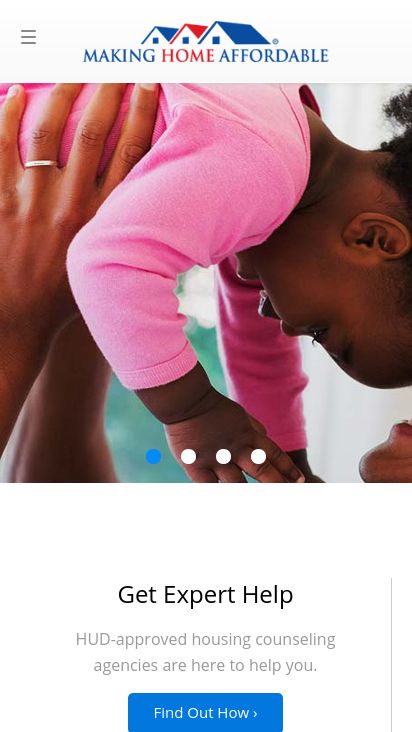 MAKING HOME AFFORDABLE®
Get Expert Help
HUD-approved housing counseling
agencies are here to help you.
Find Out How ›